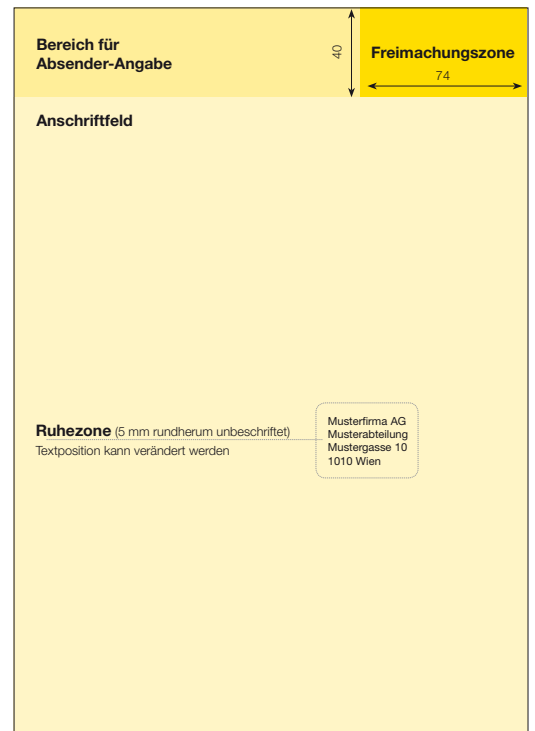 Bereich für
Absender-Angabe
40
Freimachungszone
74
Anschriftfeld
Ruhezone (5 mm rundherum unbeschriftet)
Textposition kann verändert werden
Musterfirma AG
Musterabteilung
Mustergasse 10
1010 Wien